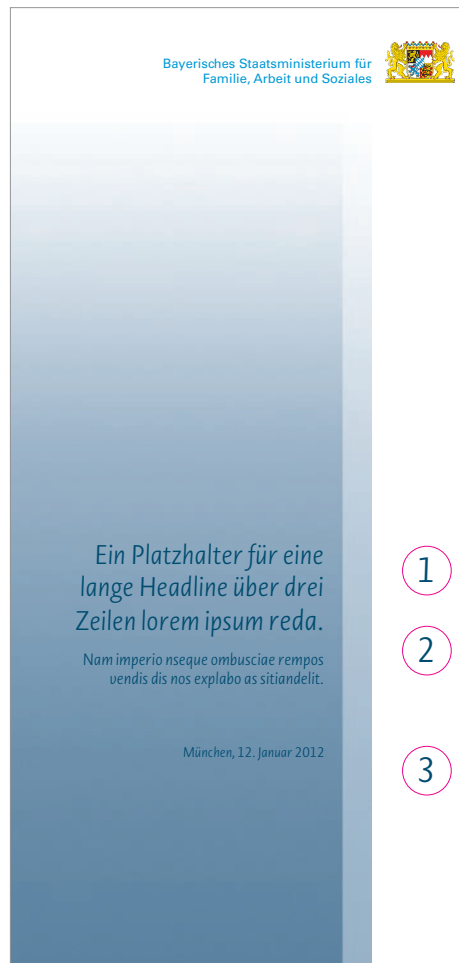 Bayerisches Staatsministerium für
Familie, Arbeit und Soziales
Ein Platzhalter für eine
lange Headline über drei
Zeilen lorem ipsum reda.
1
Nam imperio nseque ombusciae rempos
vendis dis nos explabo as sitiandelit.
2
München, 12. Januar 2012
3